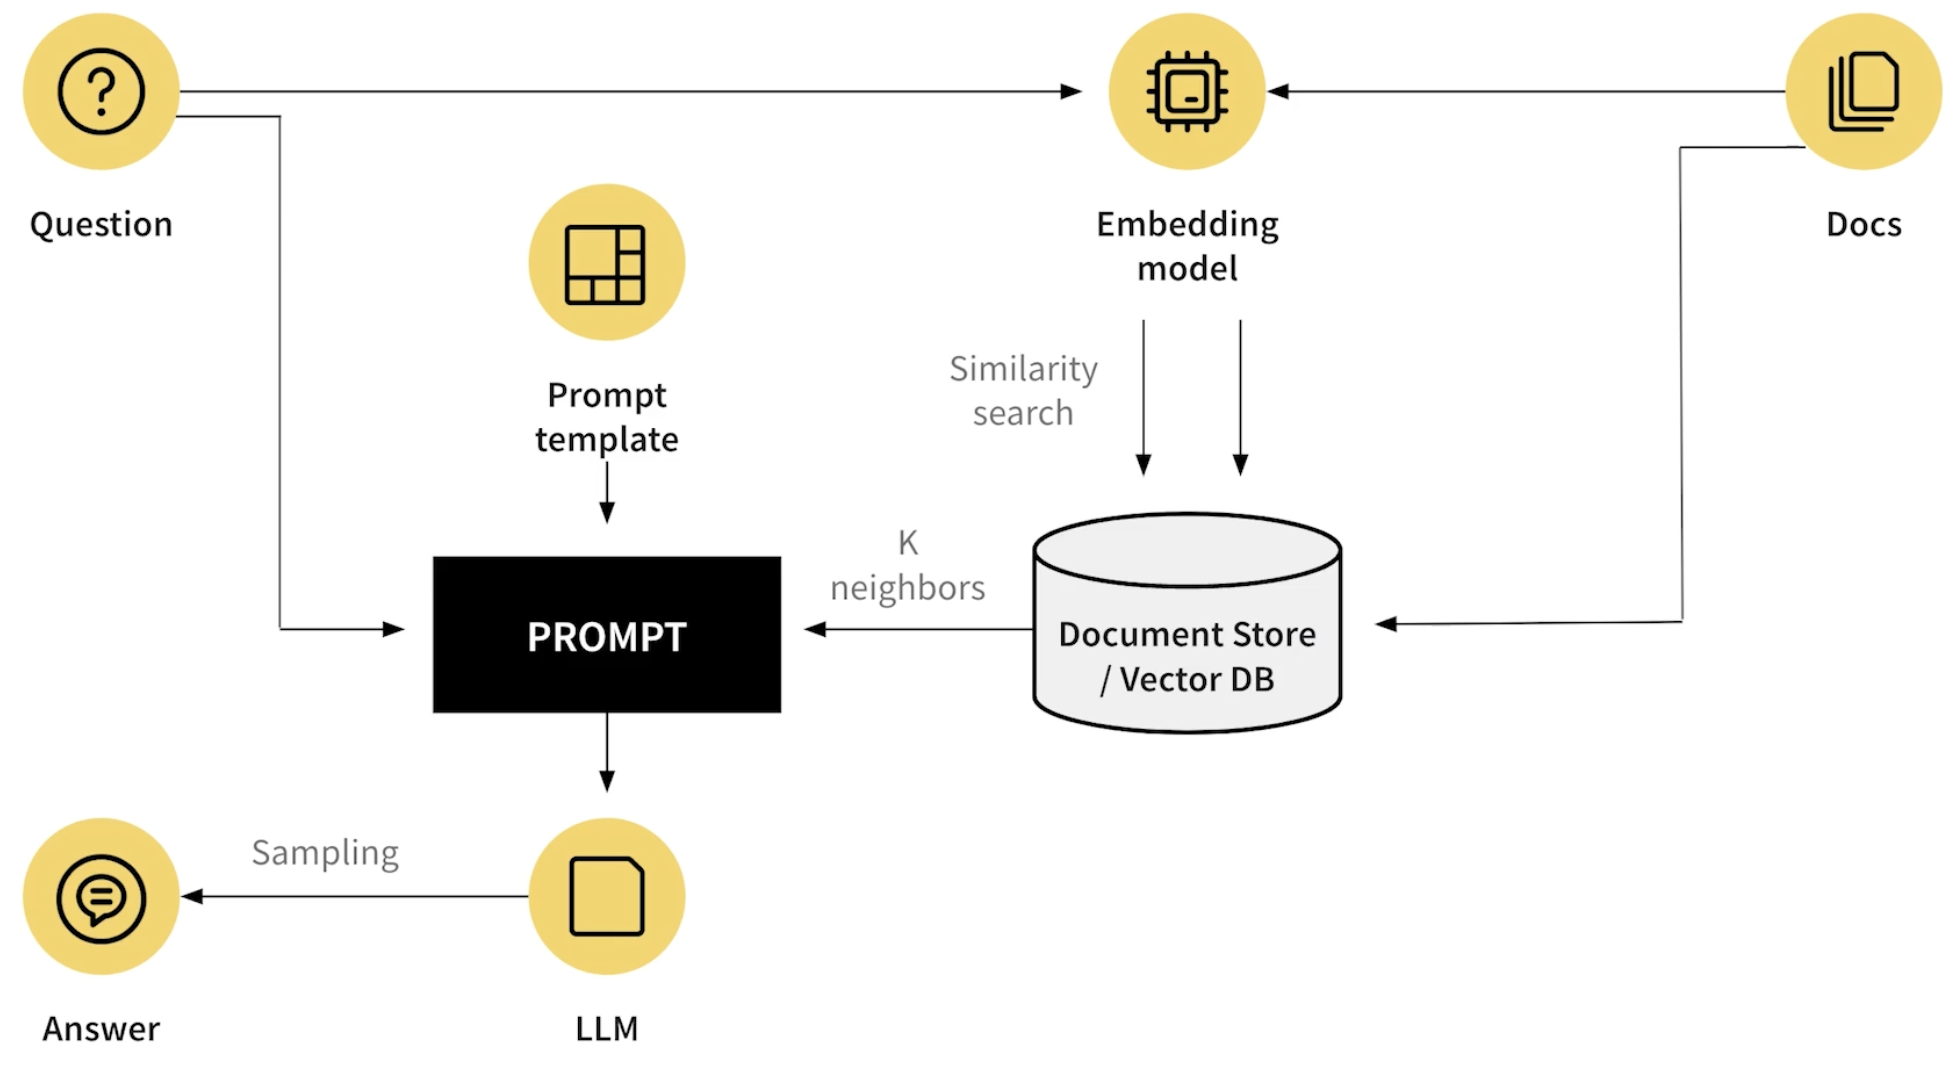 Question
Embedding
model
Docs
Prompt
template
Similarity
search
K
neighbors
PROMPT
Document Store
/ Vector DB
Sampling
Answer
LLM